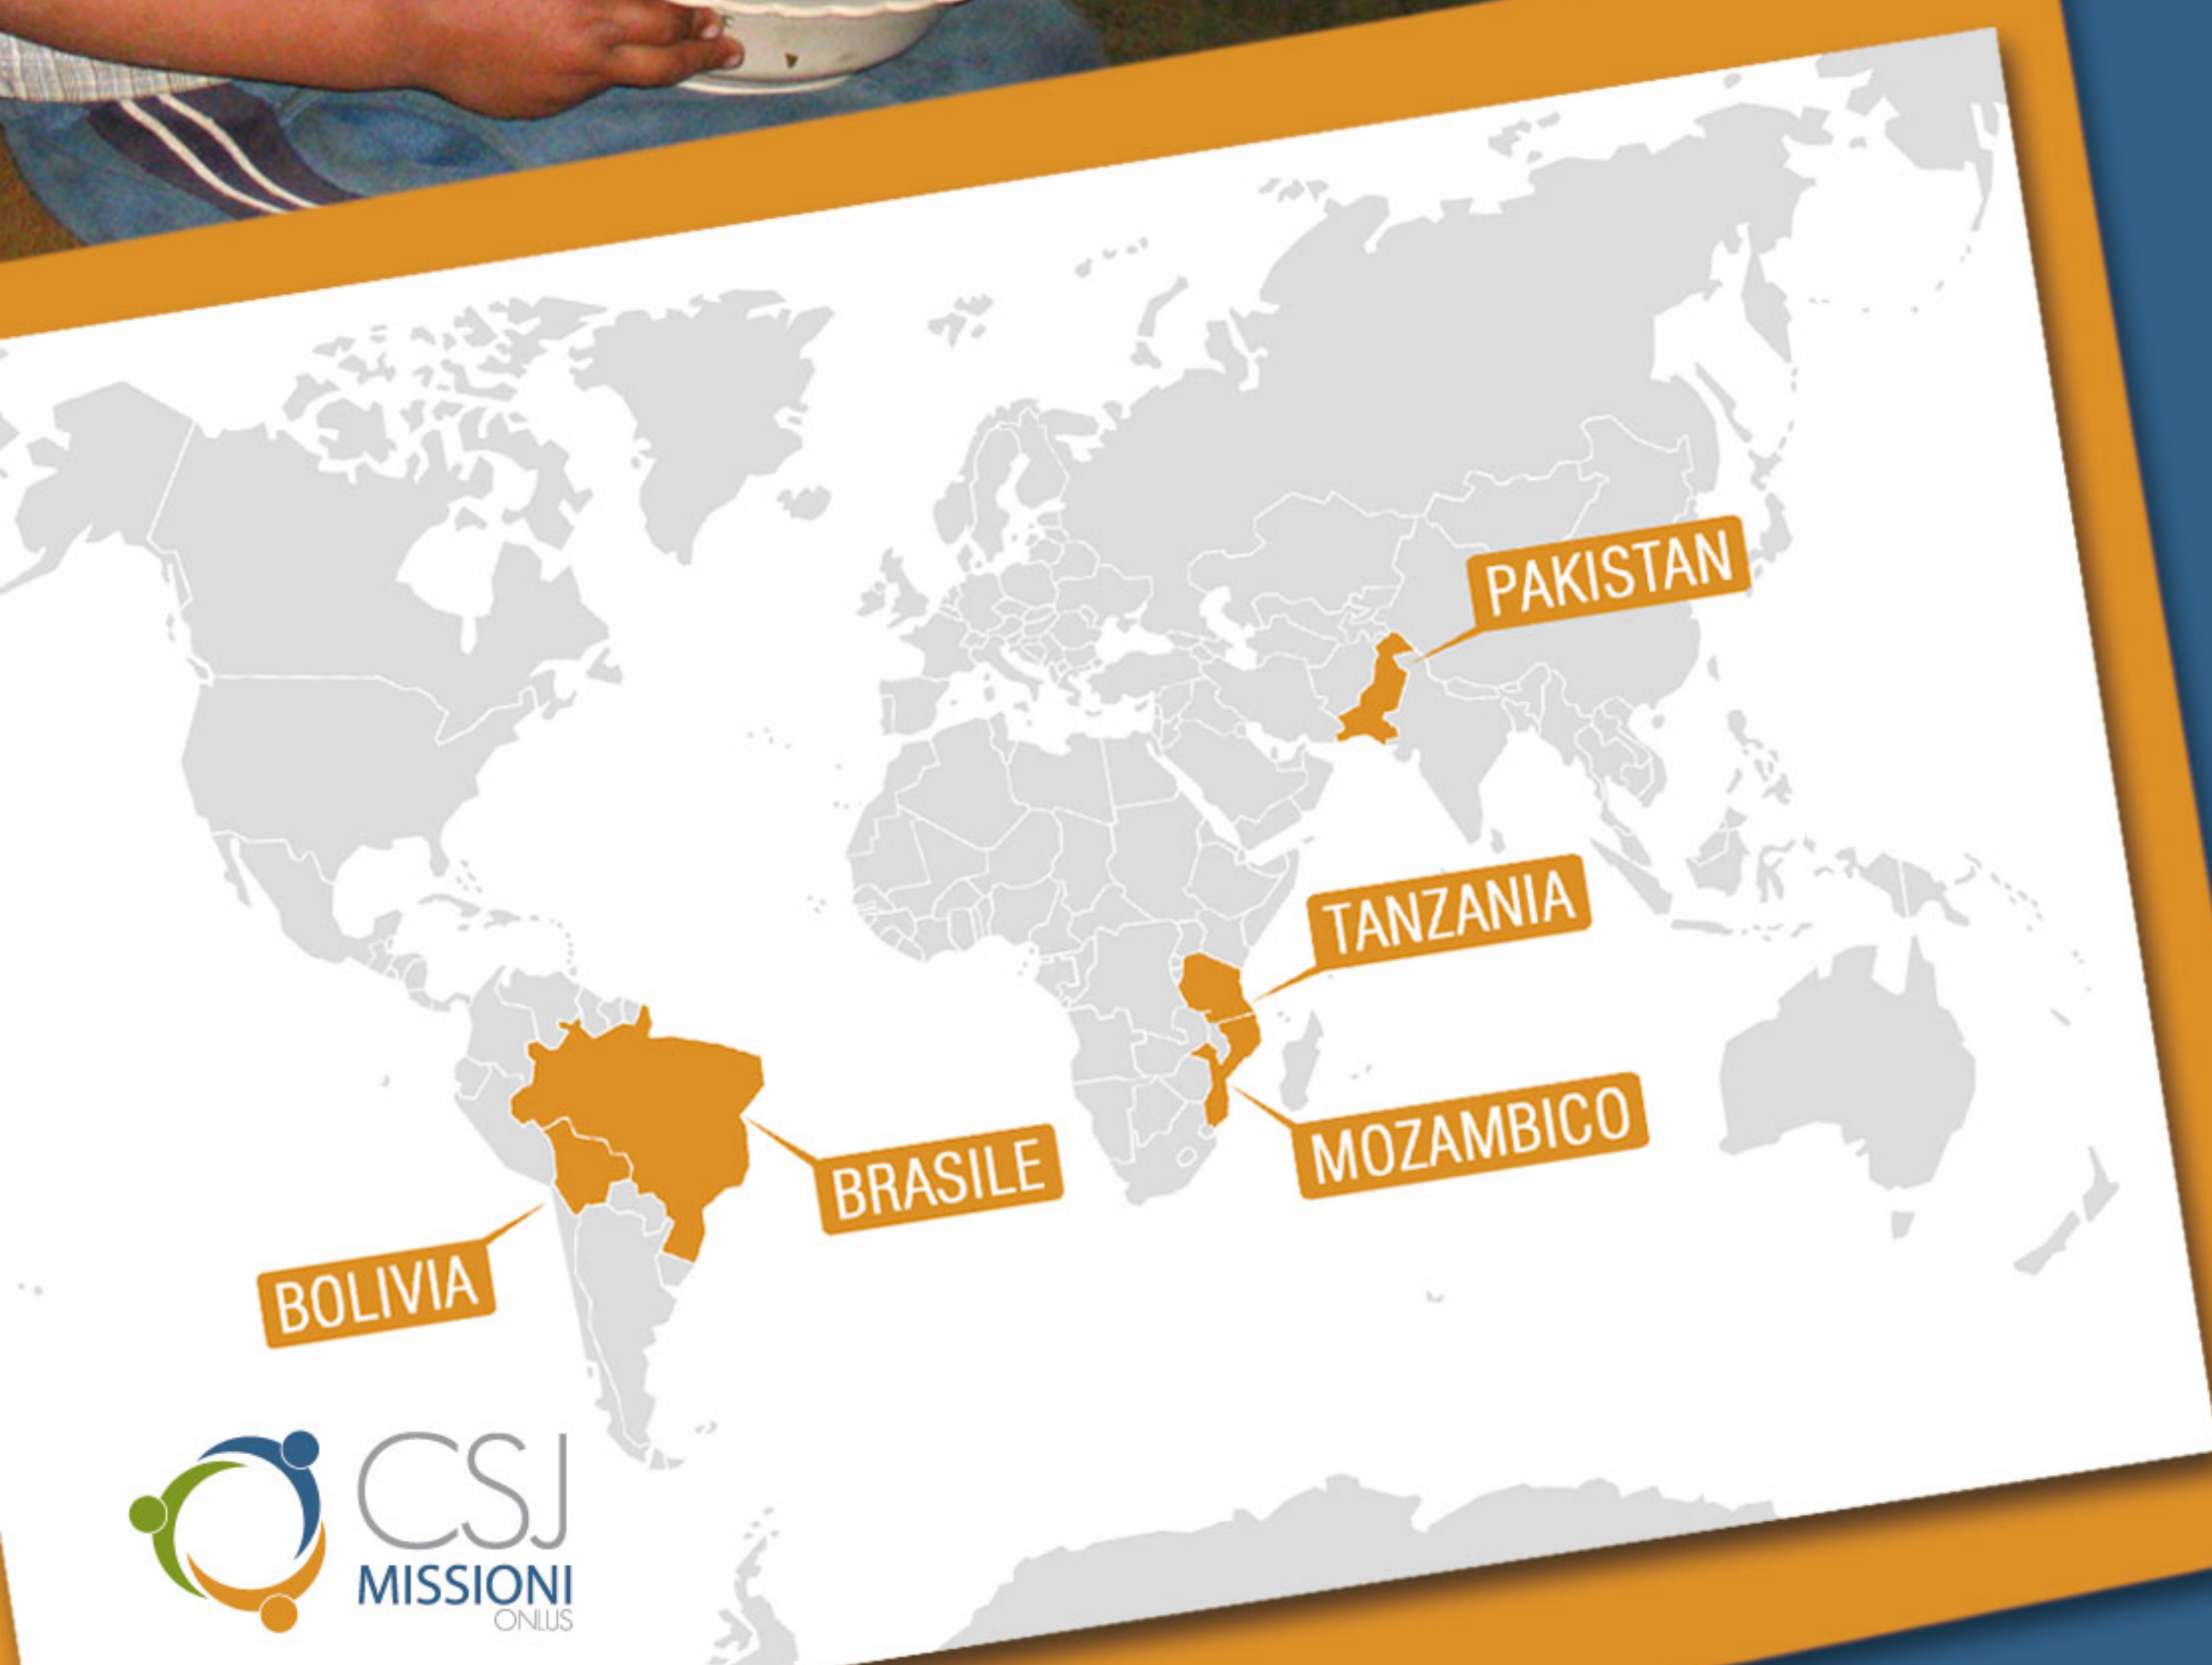 PAKISTAN
TANZANIA
MOZAMBICO
BRASILE
BOLIVIA
CSJ
MISSIONI
ONLUS